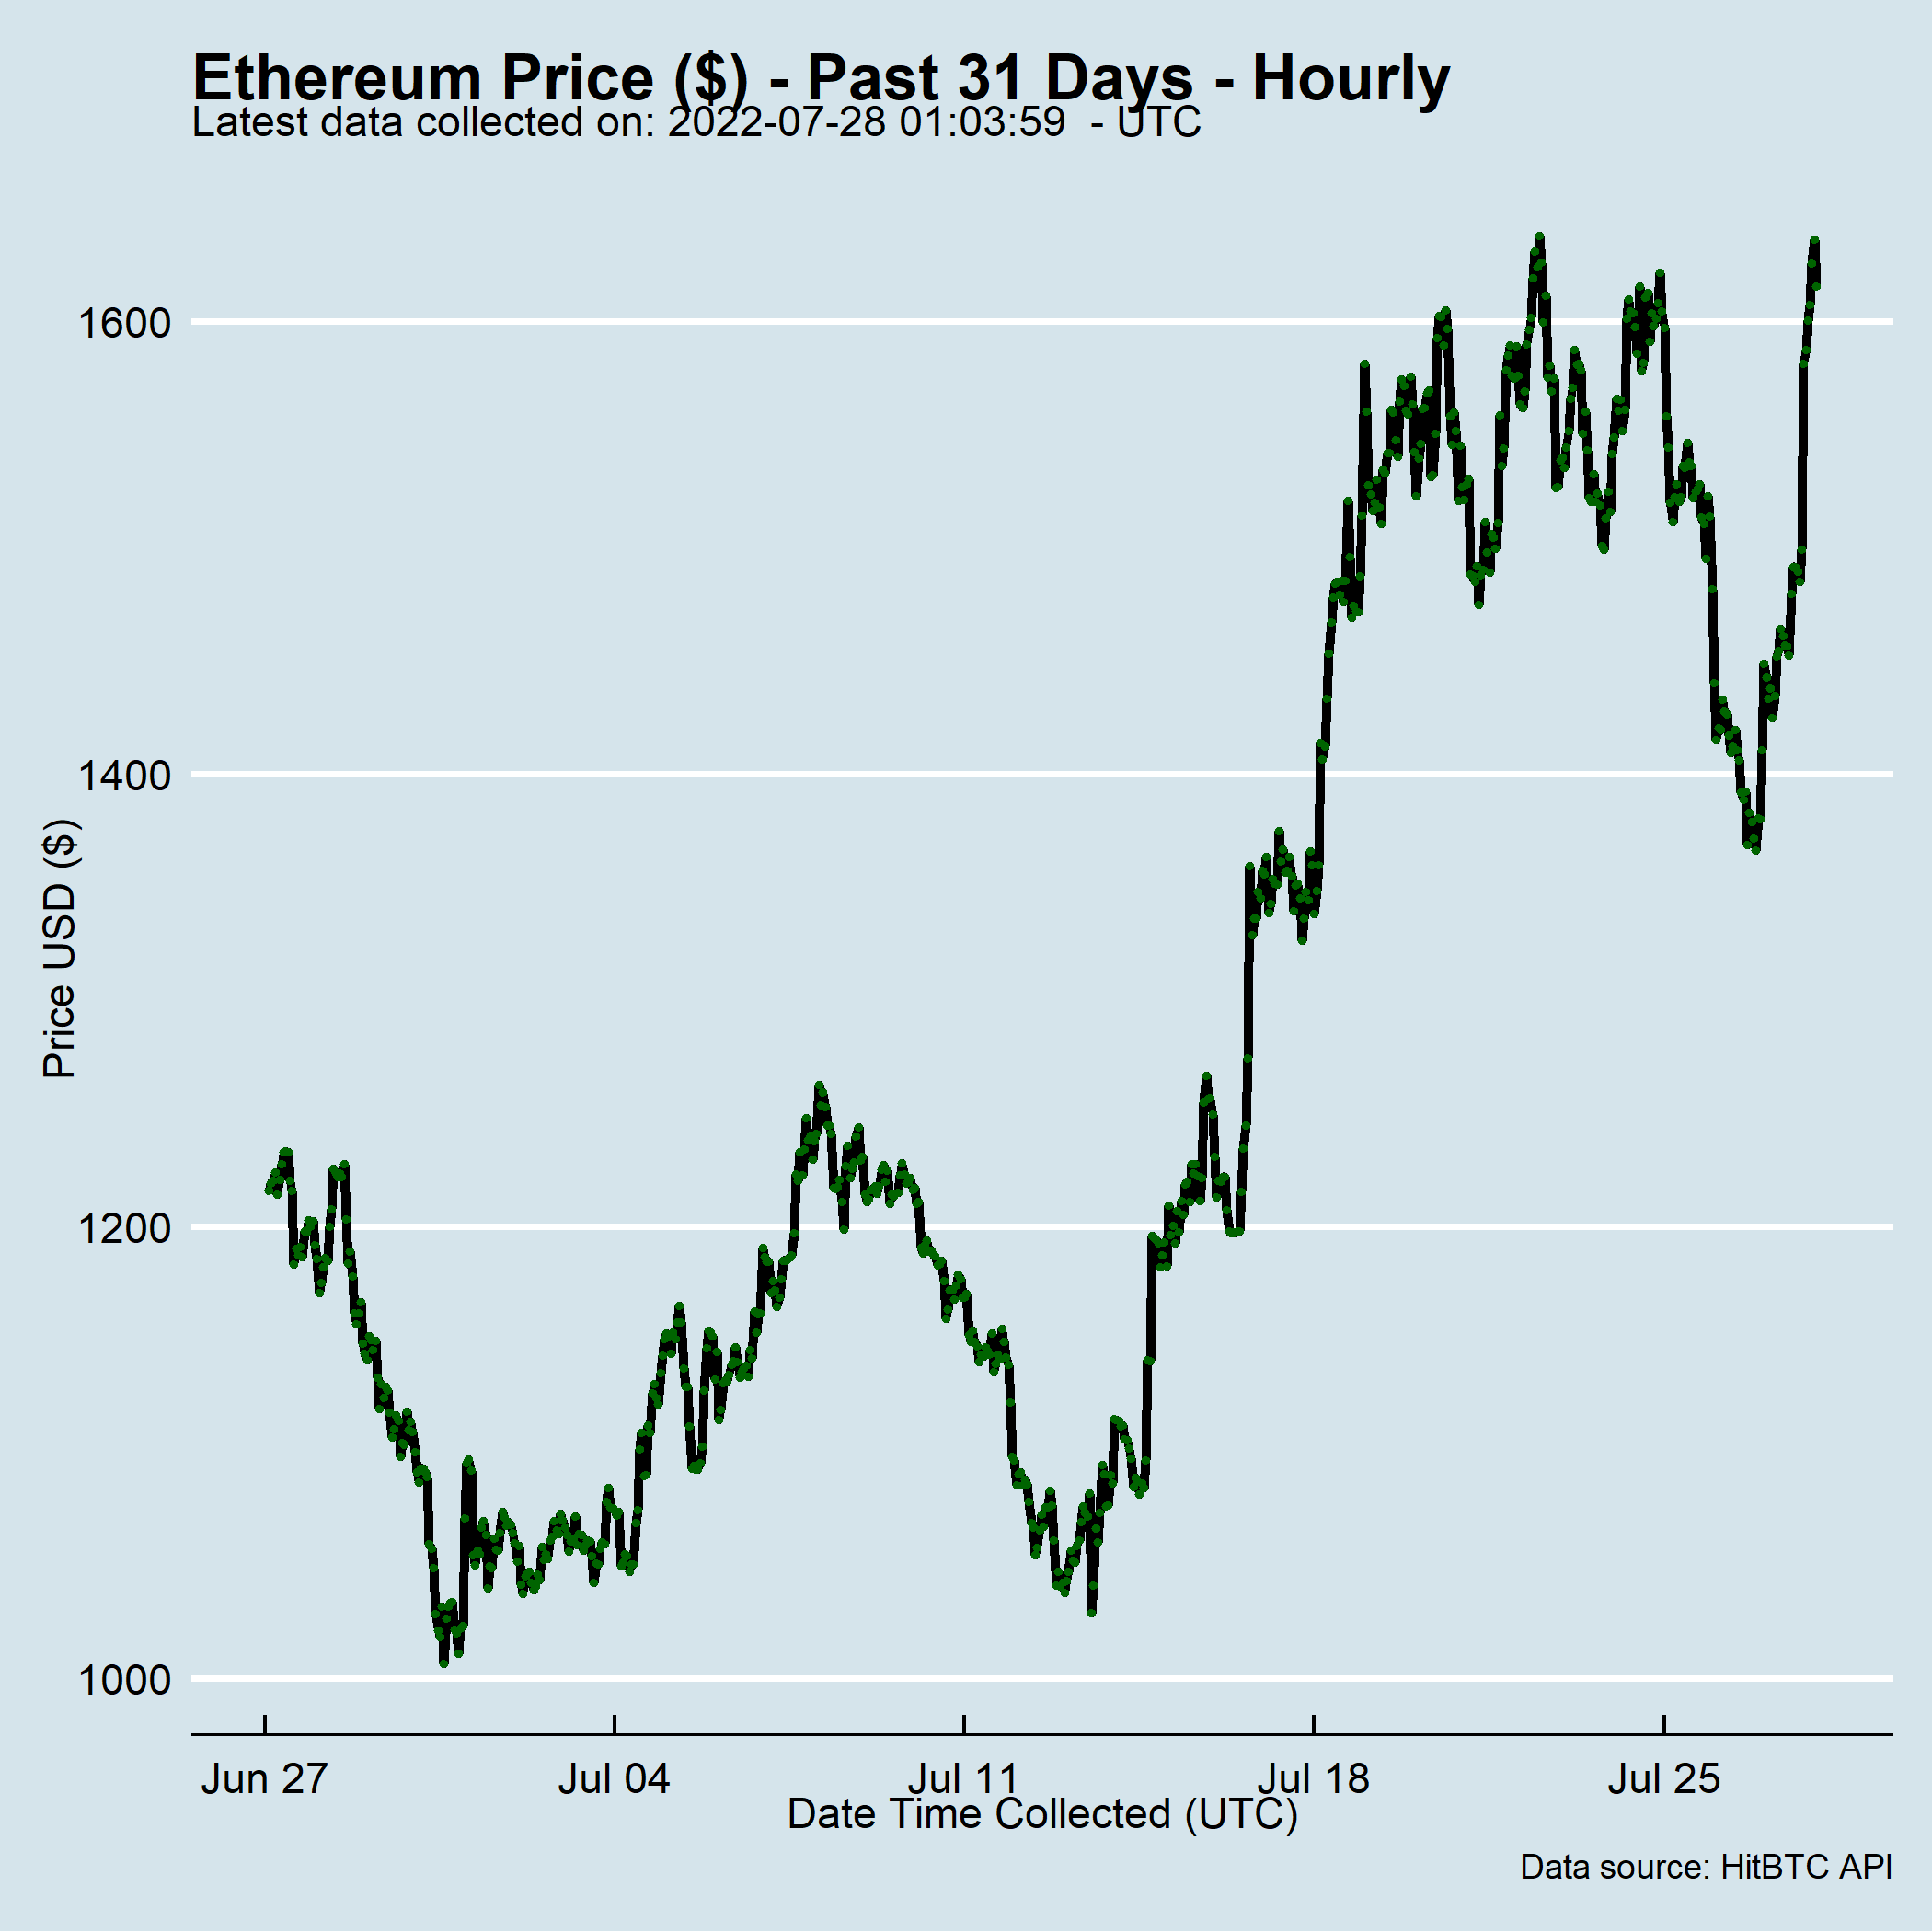 Ethereum Price ($) - Past 31 Days - Hourly
Latest data collected on: 2022-07-28 01:03:59  - UTC
1600
1400
1200
1000
Price USD ($)
Jun 27 Jul 04 Jul 11 Jul 18 Jul 25
Date Time Collected (UTC)
Data source: HitBTC API